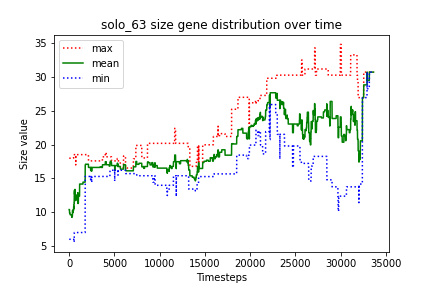 solo_63 size gene distribution over time
max
mean
min
Size value
35
30
25
20
15
10
5
0 5000 10000 15000 20000 25000 30000 35000
Timesteps